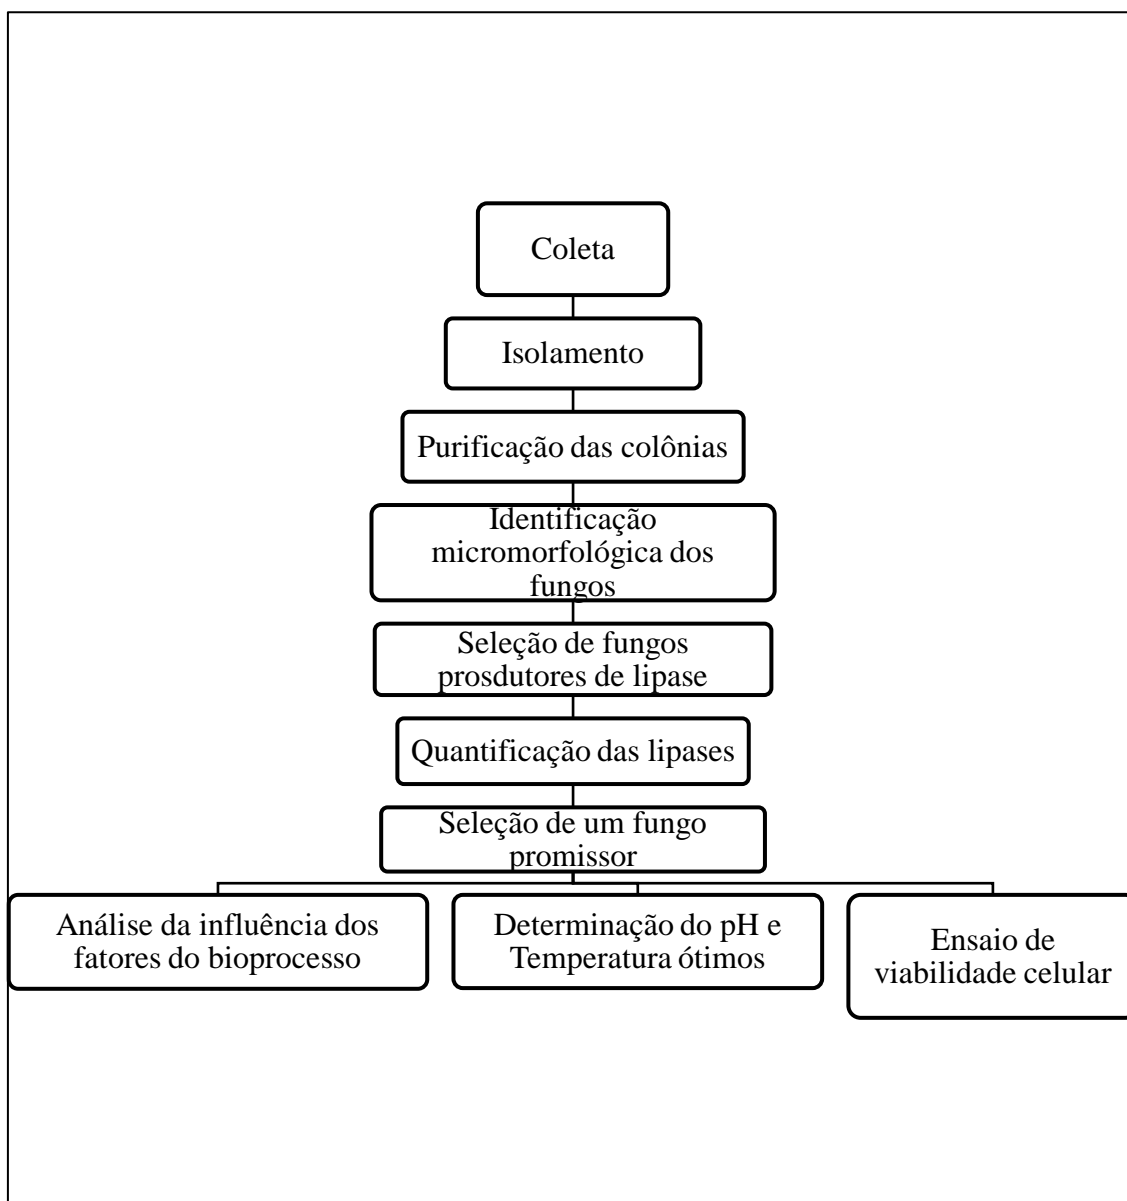 Coleta
Isolamento
Purificação das colônias
Identificação
micromorfológica dos
fungos
Seleção de fungos
prosdutores de lipase
Quantificação das lipases
Seleção de um fungo
promissor
Análise da influência dos
fatores do bioprocesso
Determinação do pH e
Temperatura ótimos
Ensaio de
viabilidade celular